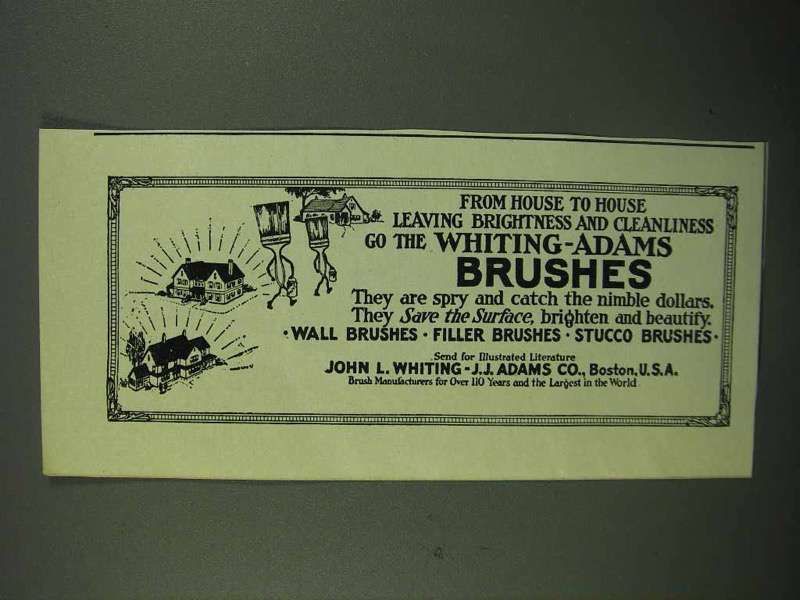 FROM HOUSE TO HOUSE
LEAVING BRIGHTNESS AND CLEANLINESS
GO THE WHITING-ADAMS
BRUSHES
They are spry and catch the nimble dollars.
They Save the Surface, brighten and beautify.
·WALL BRUSHES · FILLER BRUSHES · STUCCO BRUSHES·
Send for Illustrated Literature
JOHN L. WHITING-J.J. ADAMS CO., Boston, U.S.A.
Brush Manufacturers for Over 110 Years and the Largest in the World